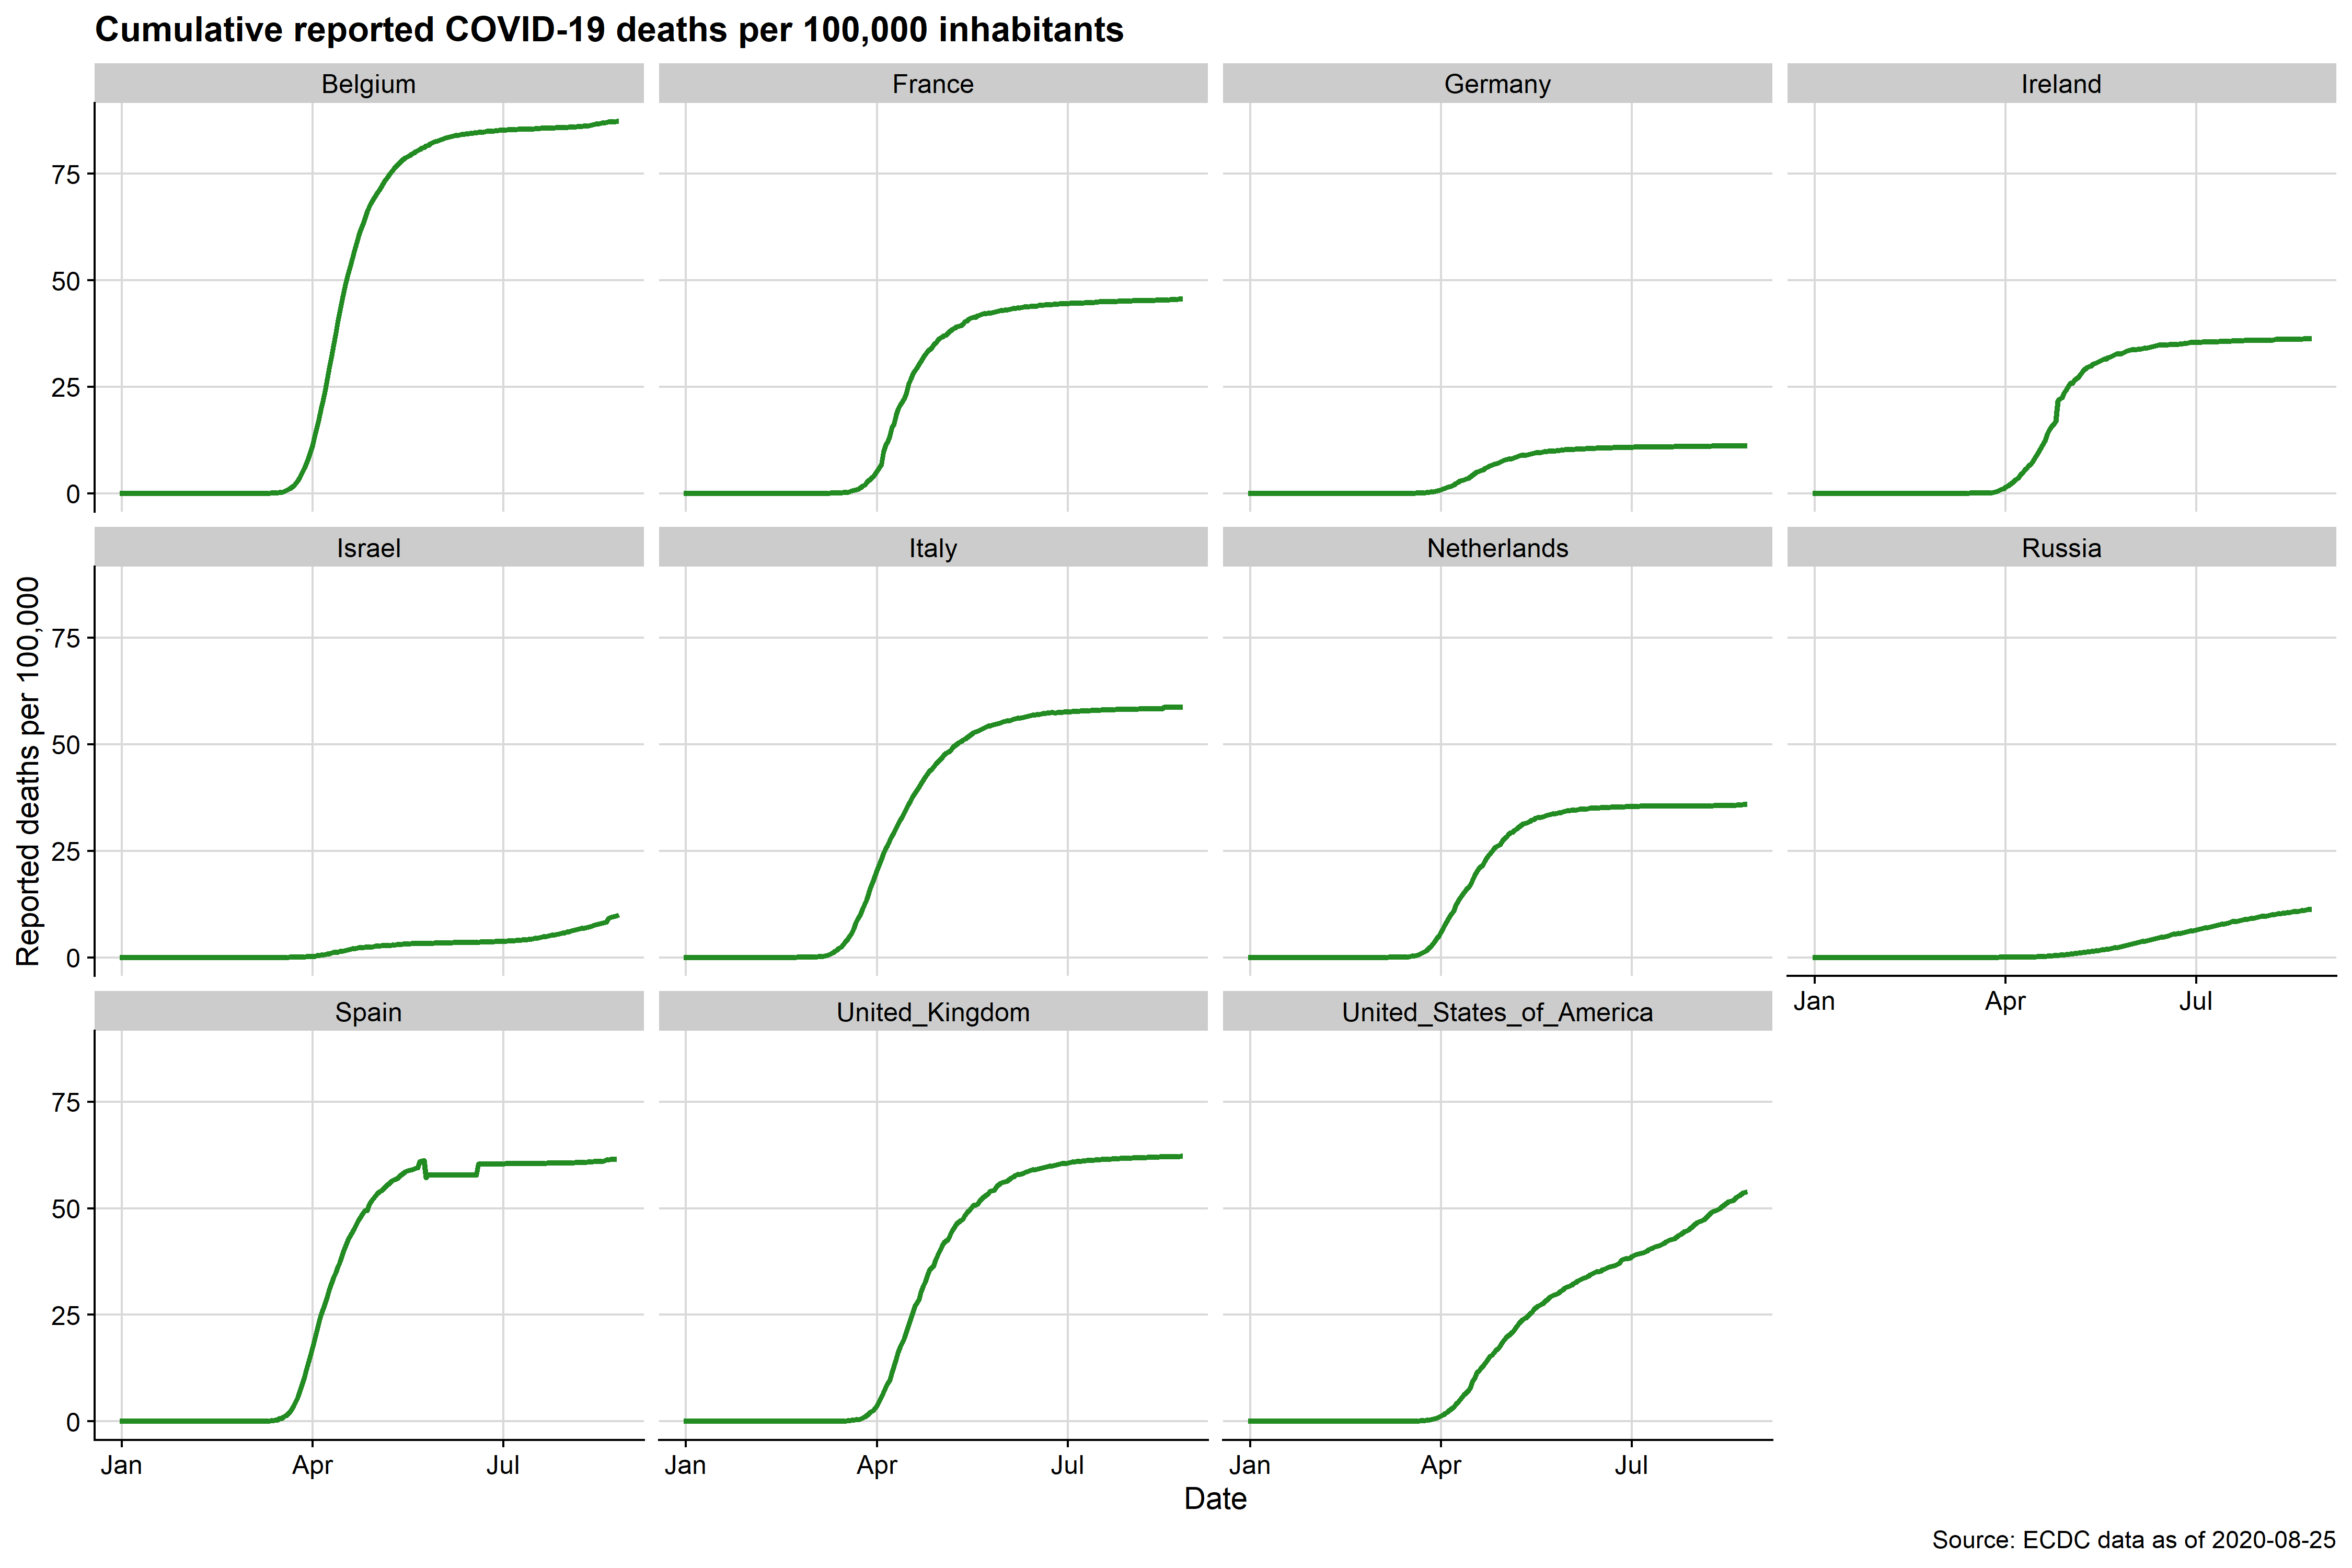 Cumulative reported COVID-19 deaths per 100,000 inhabitants
Belgium France Germany Ireland
75
50
25
0
Israel Italy Netherlands Russia
Reported deaths per 100,000
75
50
25
0
Jan Apr Jul
Spain United_Kingdom United_States_of_America
75
50
25
0
Jan Apr Jul Jan Apr Jul Jan Apr Jul
Date
Source: ECDC data as of 2020-08-25